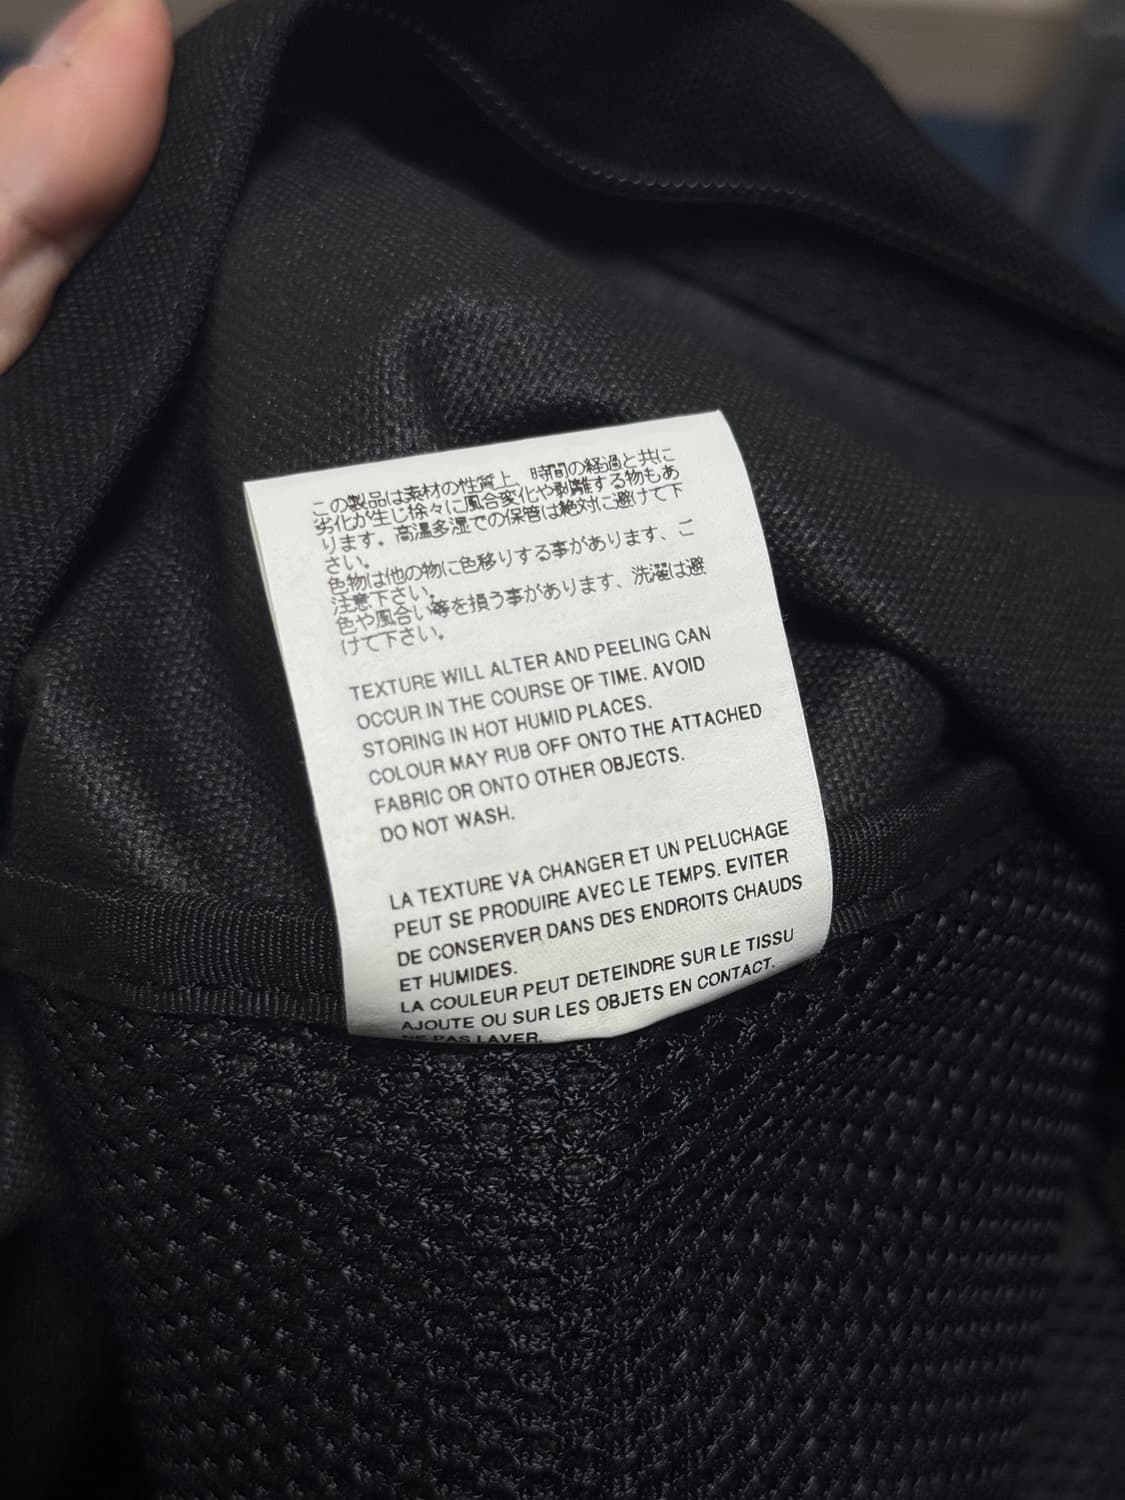 この製品は素材の性質上、時間の経過と共に
劣化が生じ徐々に風合変化や剥離する物もあ
ります。高温多湿での保管は絶対に避けて下
さい。
色物は他の物に色移りする事があります、ご
注意下さい。
色や風合い等を損う事があります、洗濯は避
けて下さい。
TEXTURE WILL ALTER AND PEELING CAN
OCCUR IN THE COURSE OF TIME. AVOID
STORING IN HOT HUMID PLACES.
COLOUR MAY RUB OFF ONTO THE ATTACHED
FABRIC OR ONTO OTHER OBJECTS.
DO NOT WASH.
LA TEXTURE VA CHANGER ET UN PELUCHAGE
PEUT SE PRODUIRE AVEC LE TEMPS. EVITER
DE CONSERVER DANS DES ENDROITS CHAUDS
ET HUMIDES.
LA COULEUR PEUT DETEINDRE SUR LE TISSU
AJOUTE OU SUR LES OBJETS EN CONTACT.
NE PAS LAVER.